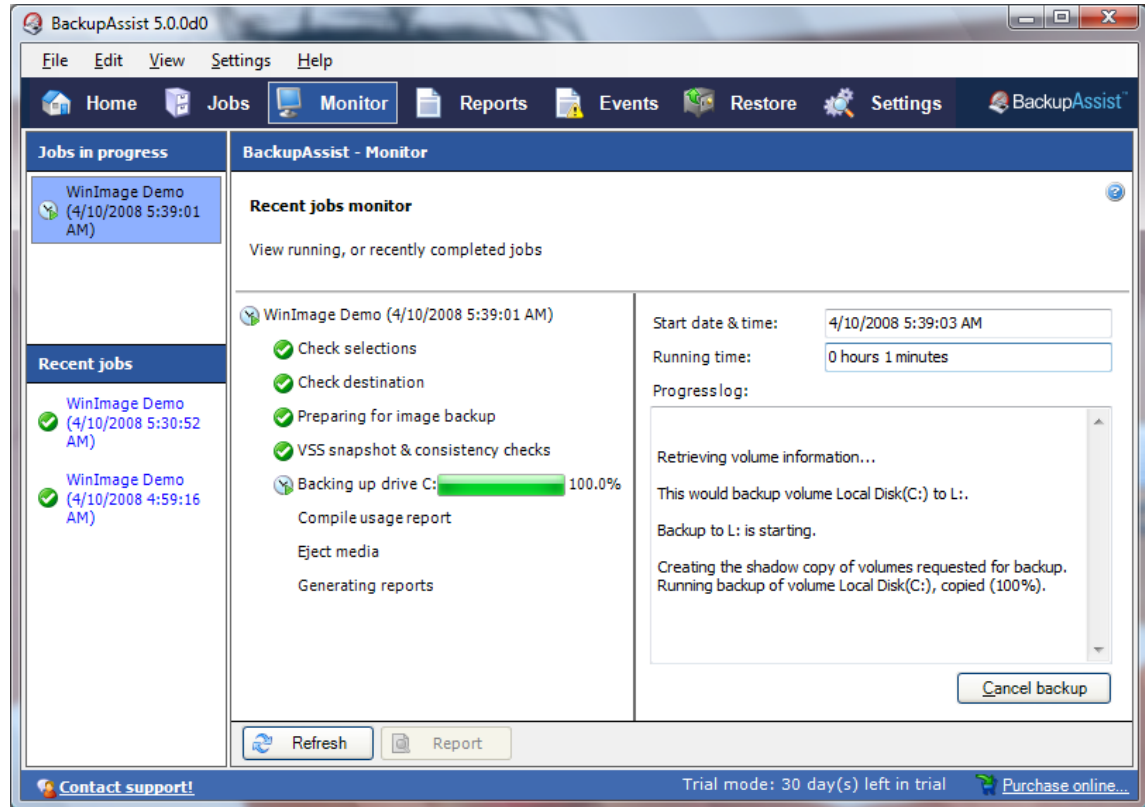 BackupAssist 5.0.0d0
File Edit View Settings Help
Home Jobs Monitor Reports Events Restore Settings BackupAssist™
Jobs in progress
WinImage Demo
(4/10/2008 5:39:01
AM)
Recent jobs
WinImage Demo
(4/10/2008 5:30:52
AM)
WinImage Demo
(4/10/2008 4:59:16
AM)
BackupAssist - Monitor
Recent jobs monitor
View running, or recently completed jobs
WinImage Demo (4/10/2008 5:39:01 AM)
Check selections
Check destination
Preparing for image backup
VSS snapshot & consistency checks
Backing up drive C: 100.0%
Compile usage report
Eject media
Generating reports
Start date & time: 4/10/2008 5:39:03 AM
Running time: 0 hours 1 minutes
Progress log:
Retrieving volume information...
This would backup volume Local Disk(C:) to L:.
Backup to L: is starting.
Creating the shadow copy of volumes requested for backup.
Running backup of volume Local Disk(C:), copied (100%).
Cancel backup
Refresh Report
Contact support! Trial mode: 30 day(s) left in trial Purchase online...